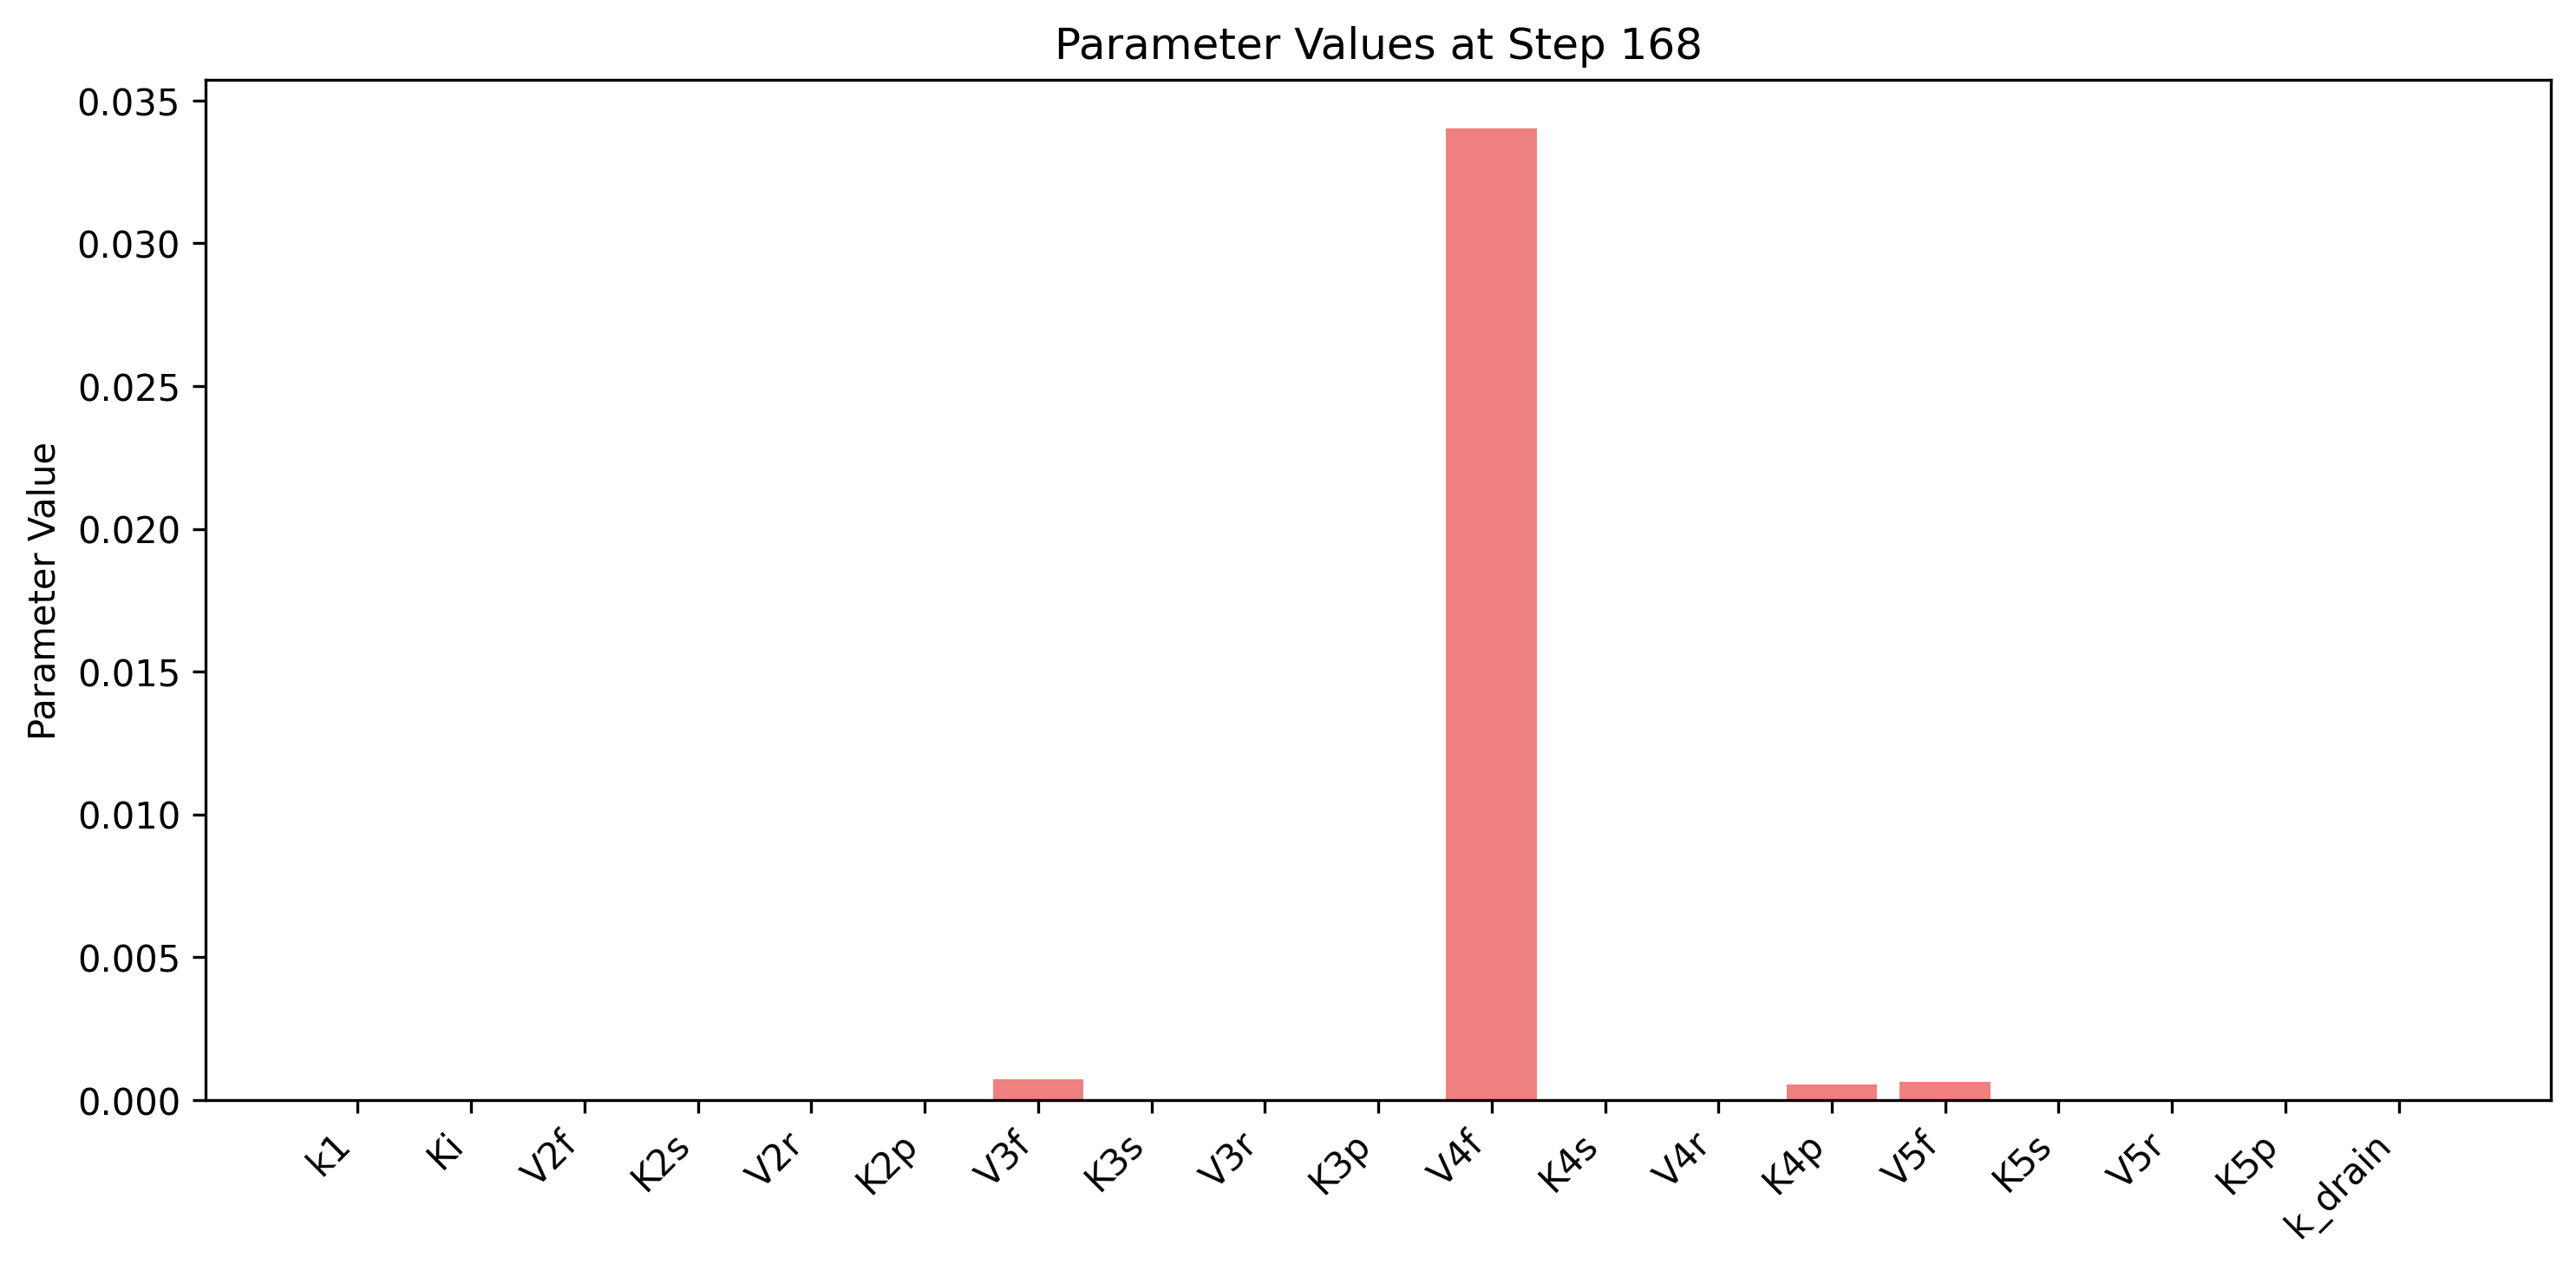 Parameter Values at Step 168
Parameter Value
0.035
0.030
0.025
0.020
0.015
0.010
0.005
0.000
k1
Ki
V2f
K2s
V2r
K2p
V3f
K3s
V3r
K3p
V4f
K4s
V4r
K4p
V5f
K5s
V5r
K5p
k_drain